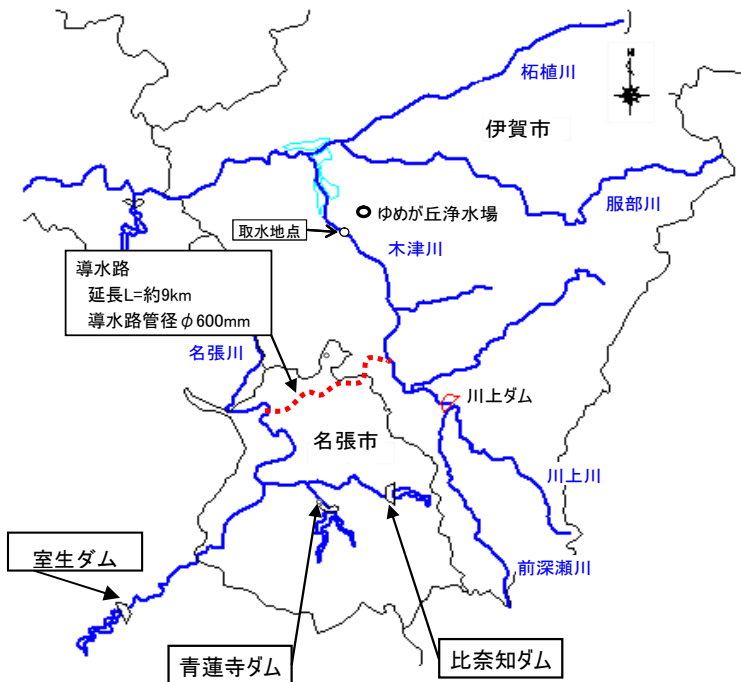 柘植川
N
伊賀市
服部川
ゆめが丘浄水場
取水地点
木津川
導水路
延長L=約9km
導水路管径φ600mm
名張川
川上ダム
名張市
川上川
室生ダム
前深瀬川
青蓮寺ダム
比奈知ダム